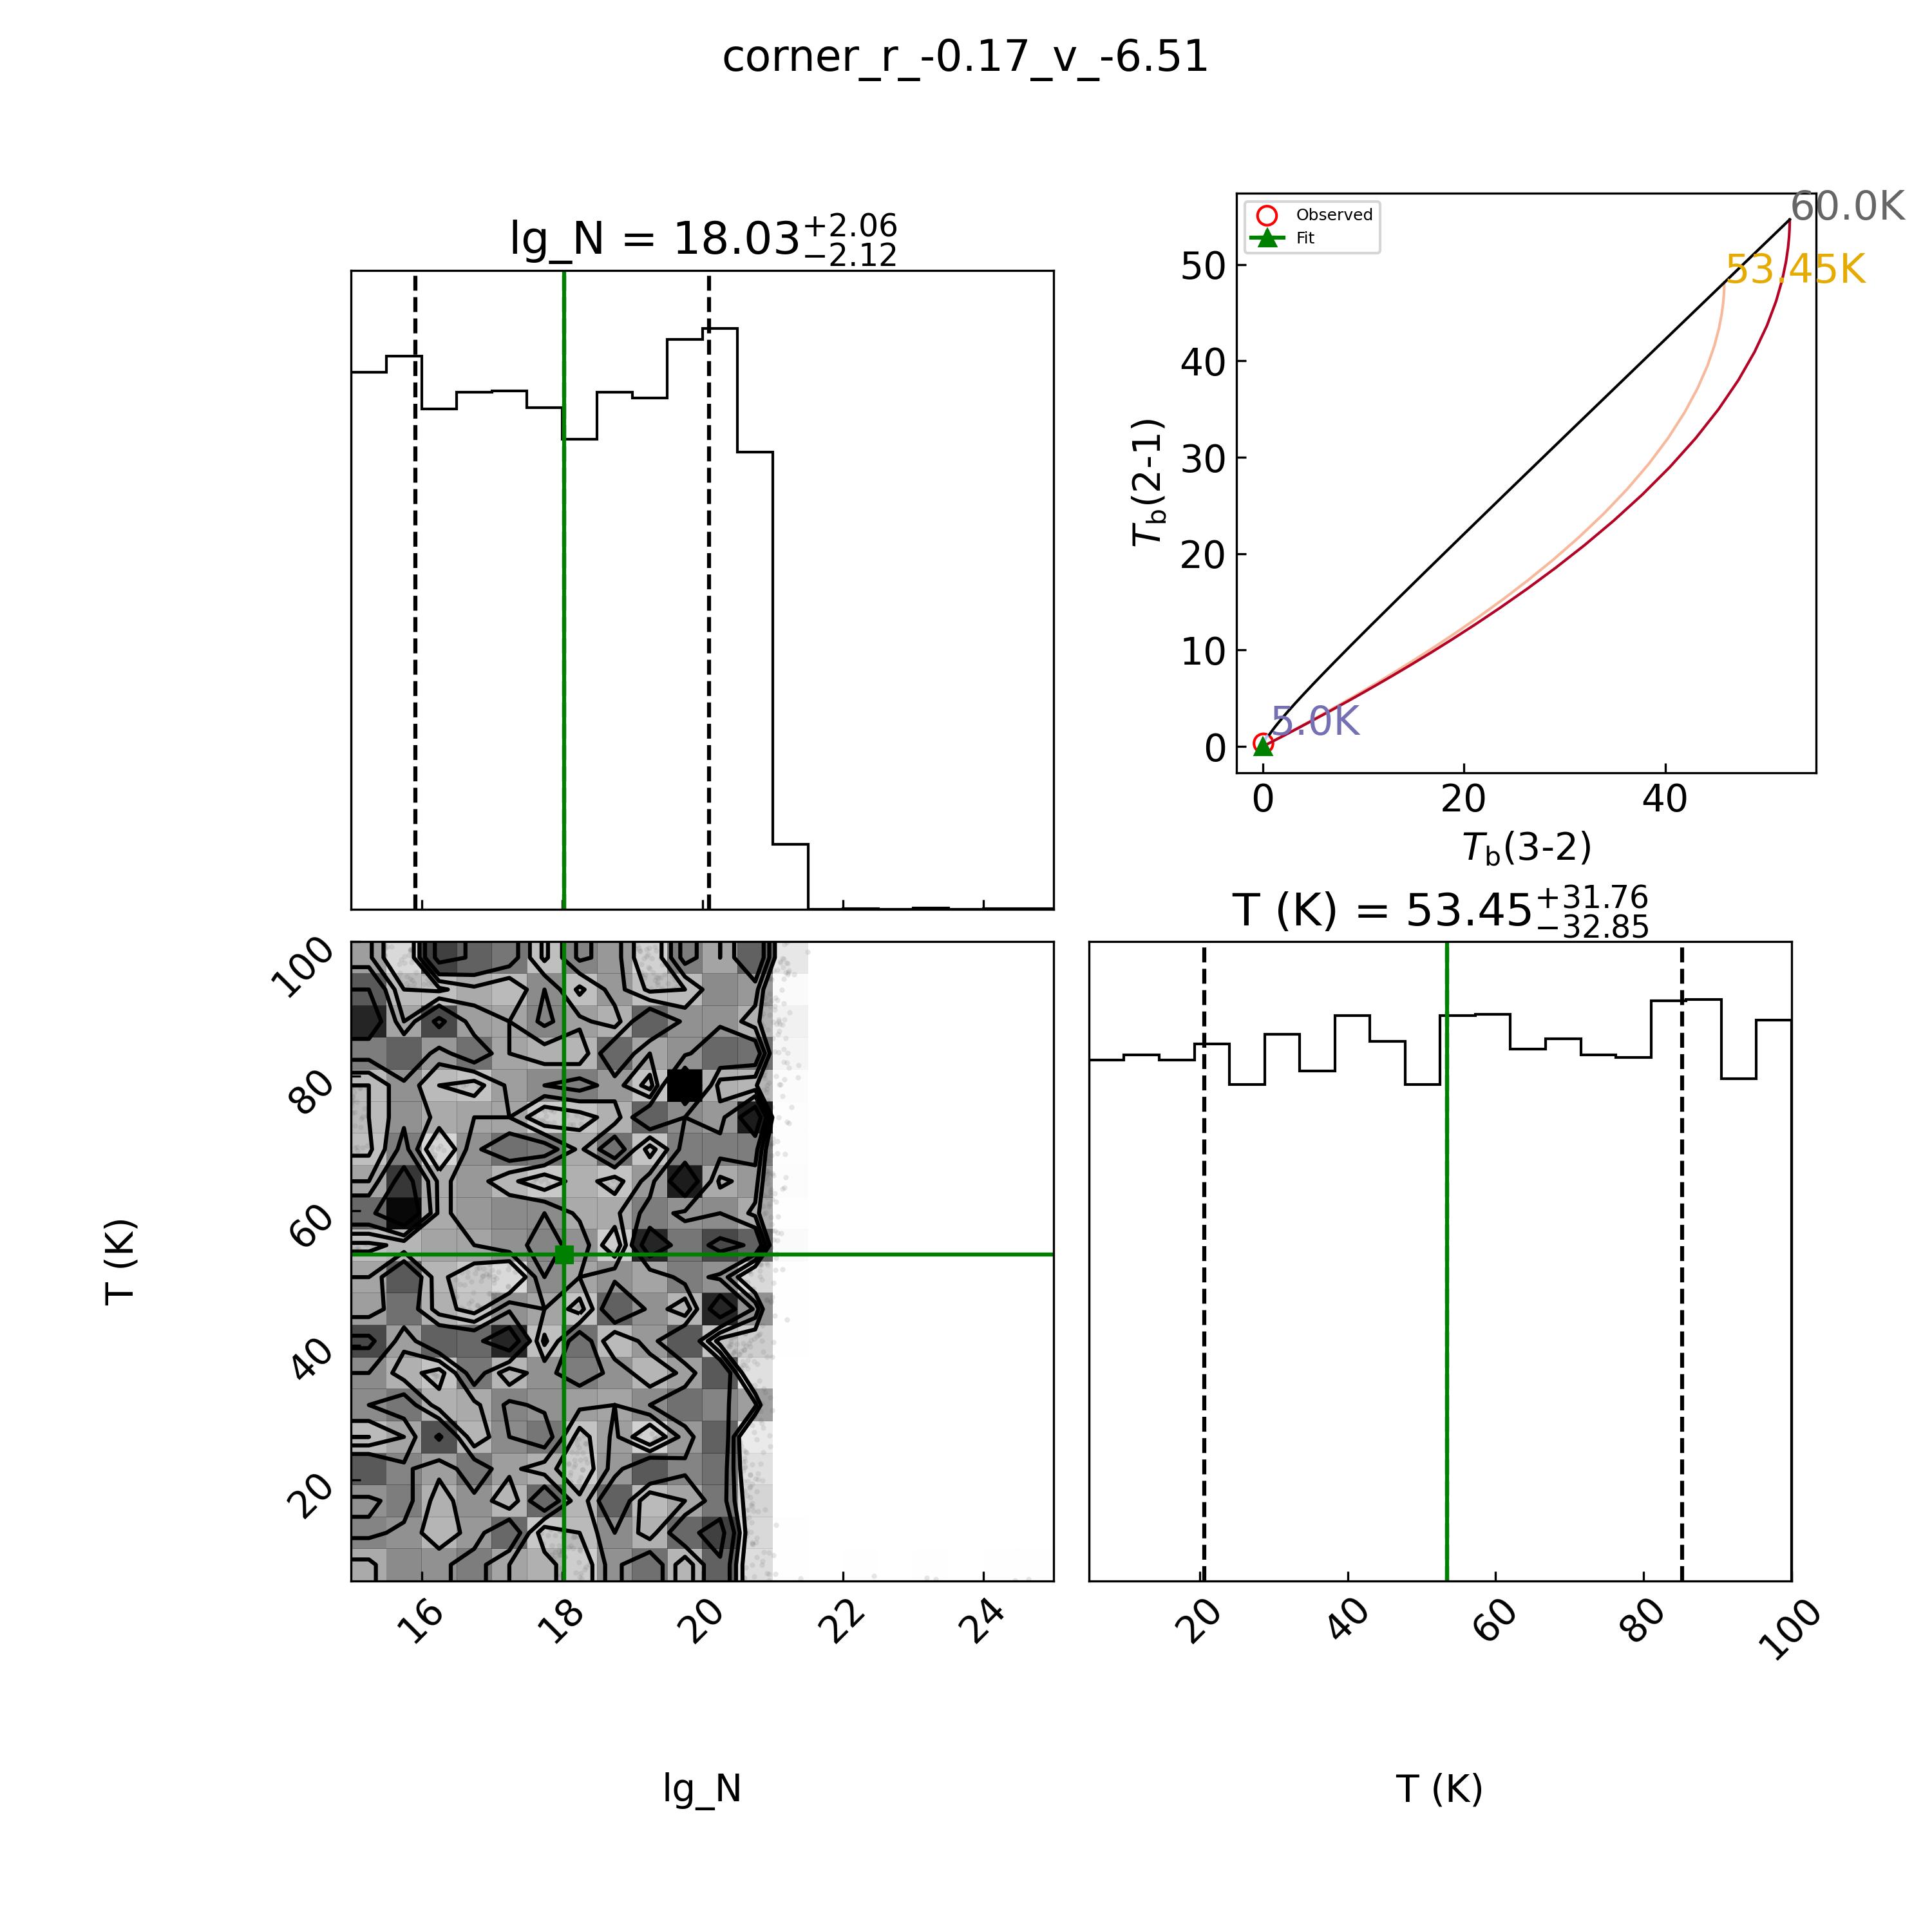 corner_r_-0.17_v_-6.51
lg_N = 18.03+2.06−2.12
Observed
Fit
60.0K
53.45K
5.0K
50
40
30
20
10
0
Tb(2-1)
0 20 40
Tb(3-2)
T (K) = 53.45+31.76−32.85
100
80
60
40
20
T (K)
16 18 20 22 24
lg_N
20 40 60 80 100
T (K)